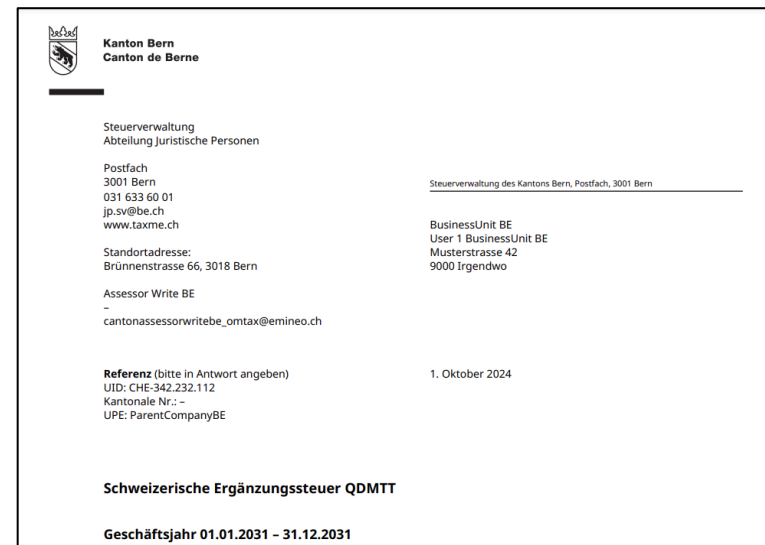 Kanton Bern
Canton de Berne
Steuerverwaltung
Abteilung Juristische Personen
Postfach
3001 Bern
031 633 60 01
jp.sv@be.ch
www.taxme.ch
Standortadresse:
Brünnenstrasse 66, 3018 Bern
Assessor Write BE
–
cantonassessorwritebe_omtax@emineo.ch
Steuerverwaltung des Kantons Bern, Postfach, 3001 Bern
BusinessUnit BE
User 1 BusinessUnit BE
Musterstrasse 42
9000 Irgendwo
Referenz (bitte in Antwort angeben)
UID: CHE-342.232.112
Kantonale Nr.: –
UPE: ParentCompanyBE
1. Oktober 2024
Schweizerische Ergänzungssteuer QDMTT
Geschäftsjahr 01.01.2031 – 31.12.2031